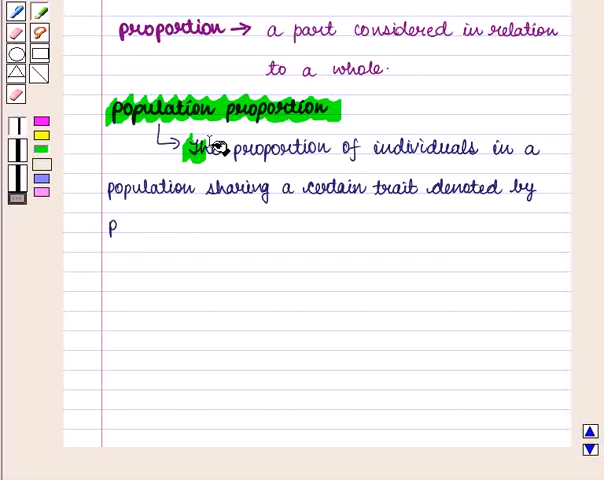 proportion → a part considered in relation
to a whole.
population proportion
↳ The proportion of individuals in a
population sharing a certain trait denoted by
p